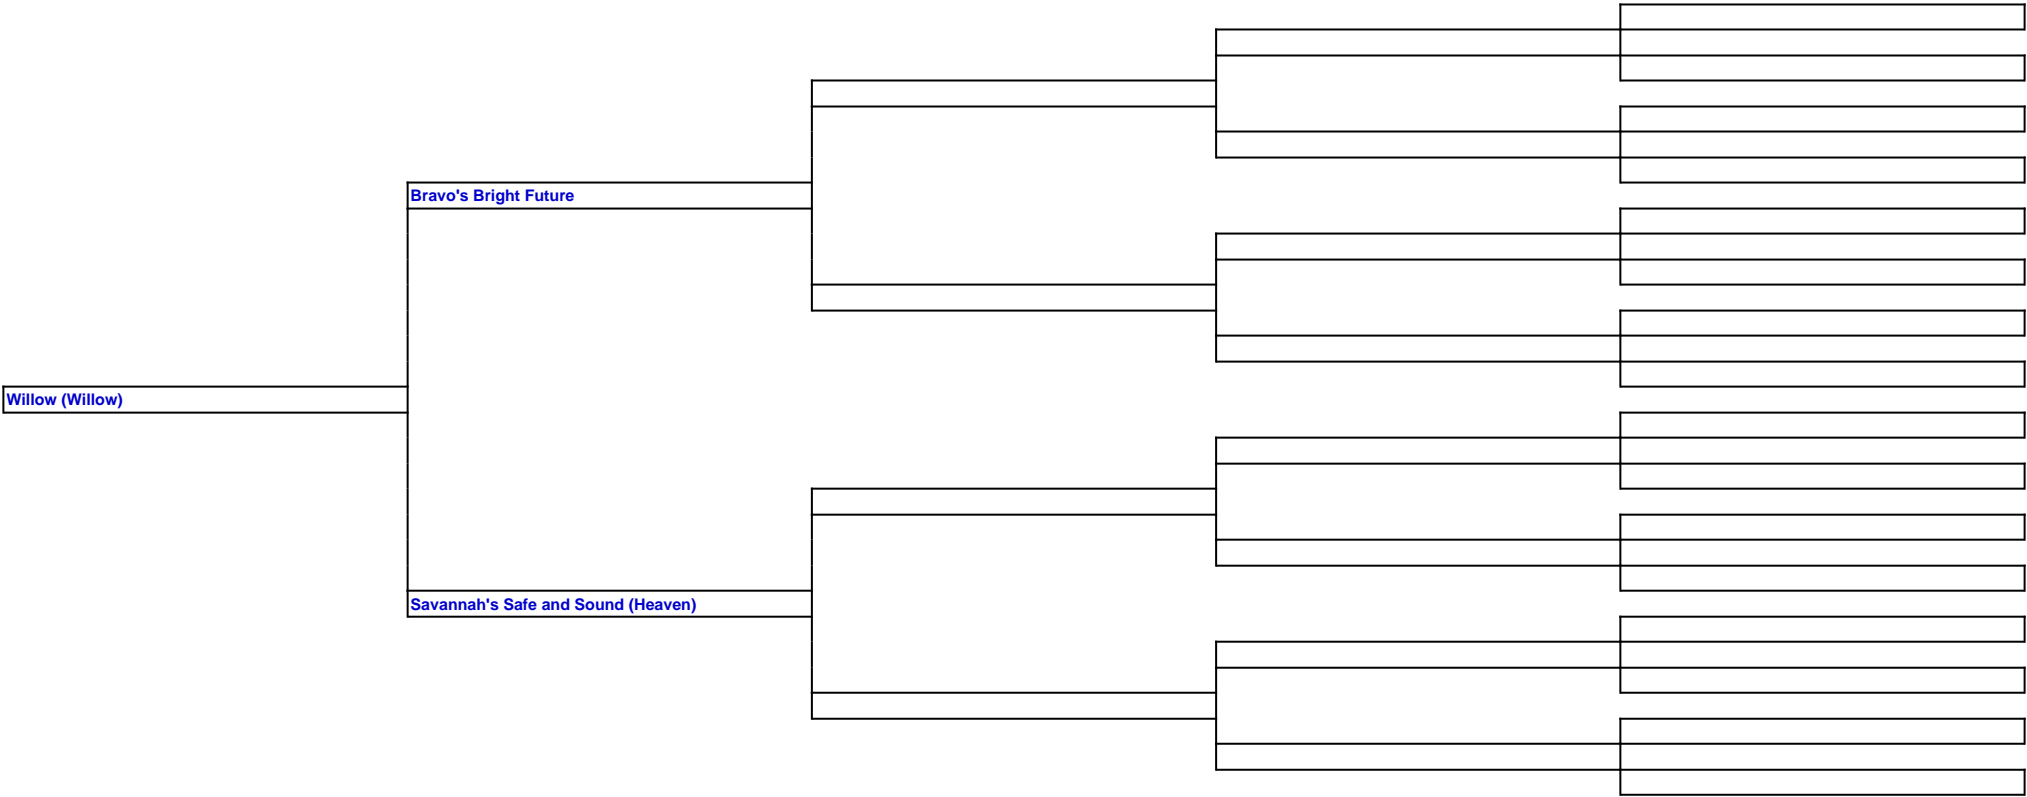 Bravo's Bright Future
Willow (Willow)
Savannah's Safe and Sound (Heaven)